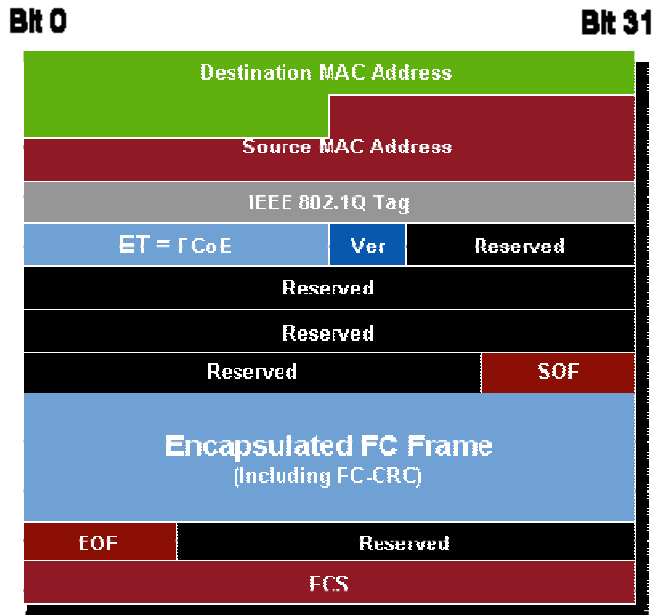 Bit 0
Bit 31
Destination MAC Address
Source MAC Address
IEEE 802.1Q Tag
ET = FCoE
Ver
Reserved
Reserved
Reserved
Reserved
SOF
Encapsulated FC Frame
(Including FC-CRC)
EOF
Reserved
FCS